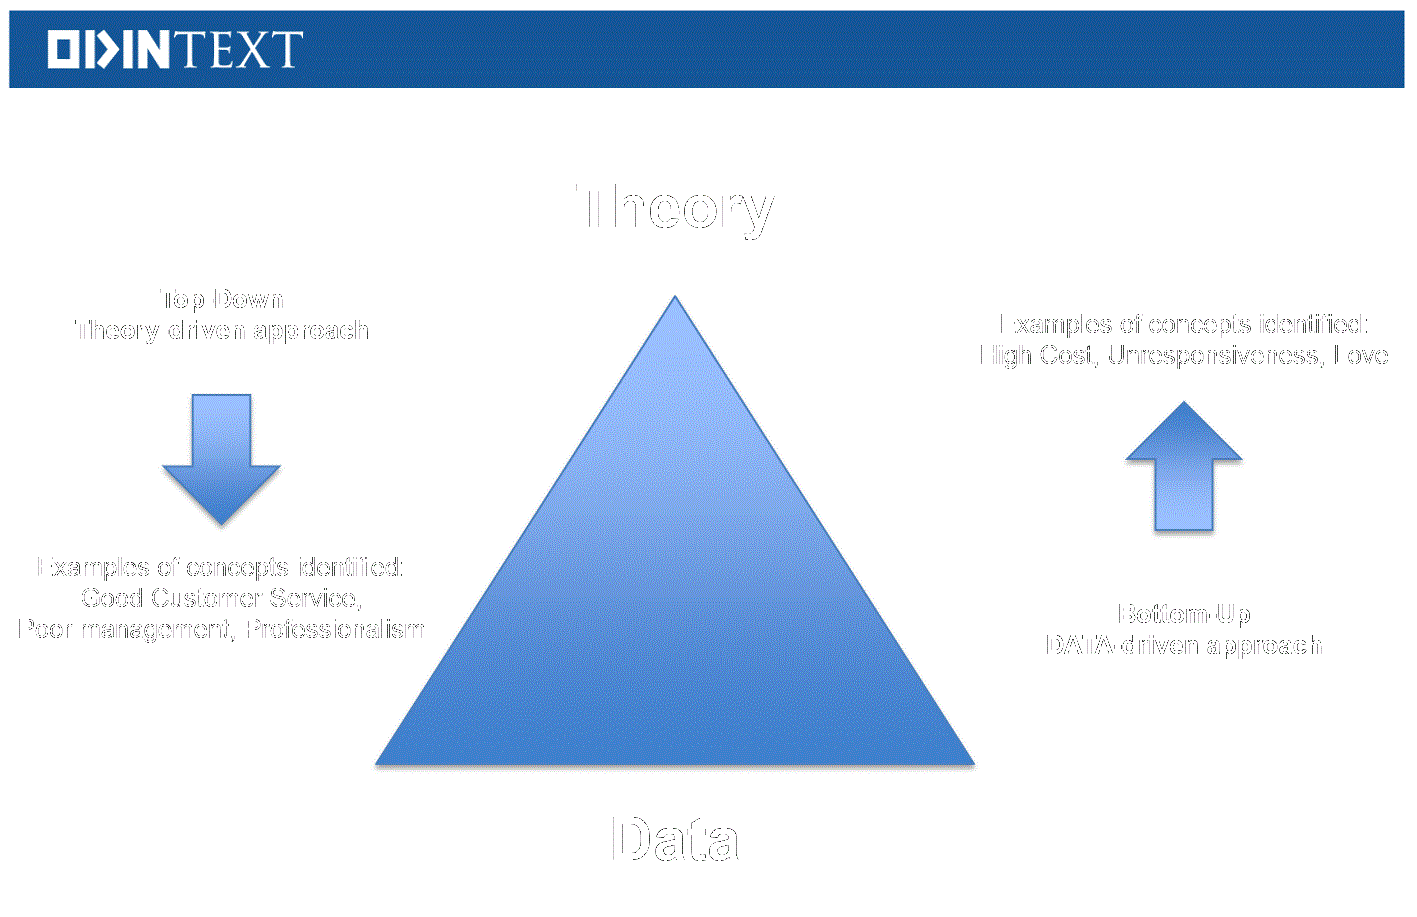 ODINTEXT
Theory
Top-Down
Theory-driven approach
Examples of concepts identified:
Good Customer Service,
Poor management, Professionalism
Examples of concepts identified:
High Cost, Unresponsiveness, Love
Bottom-Up
DATA-driven approach
Data